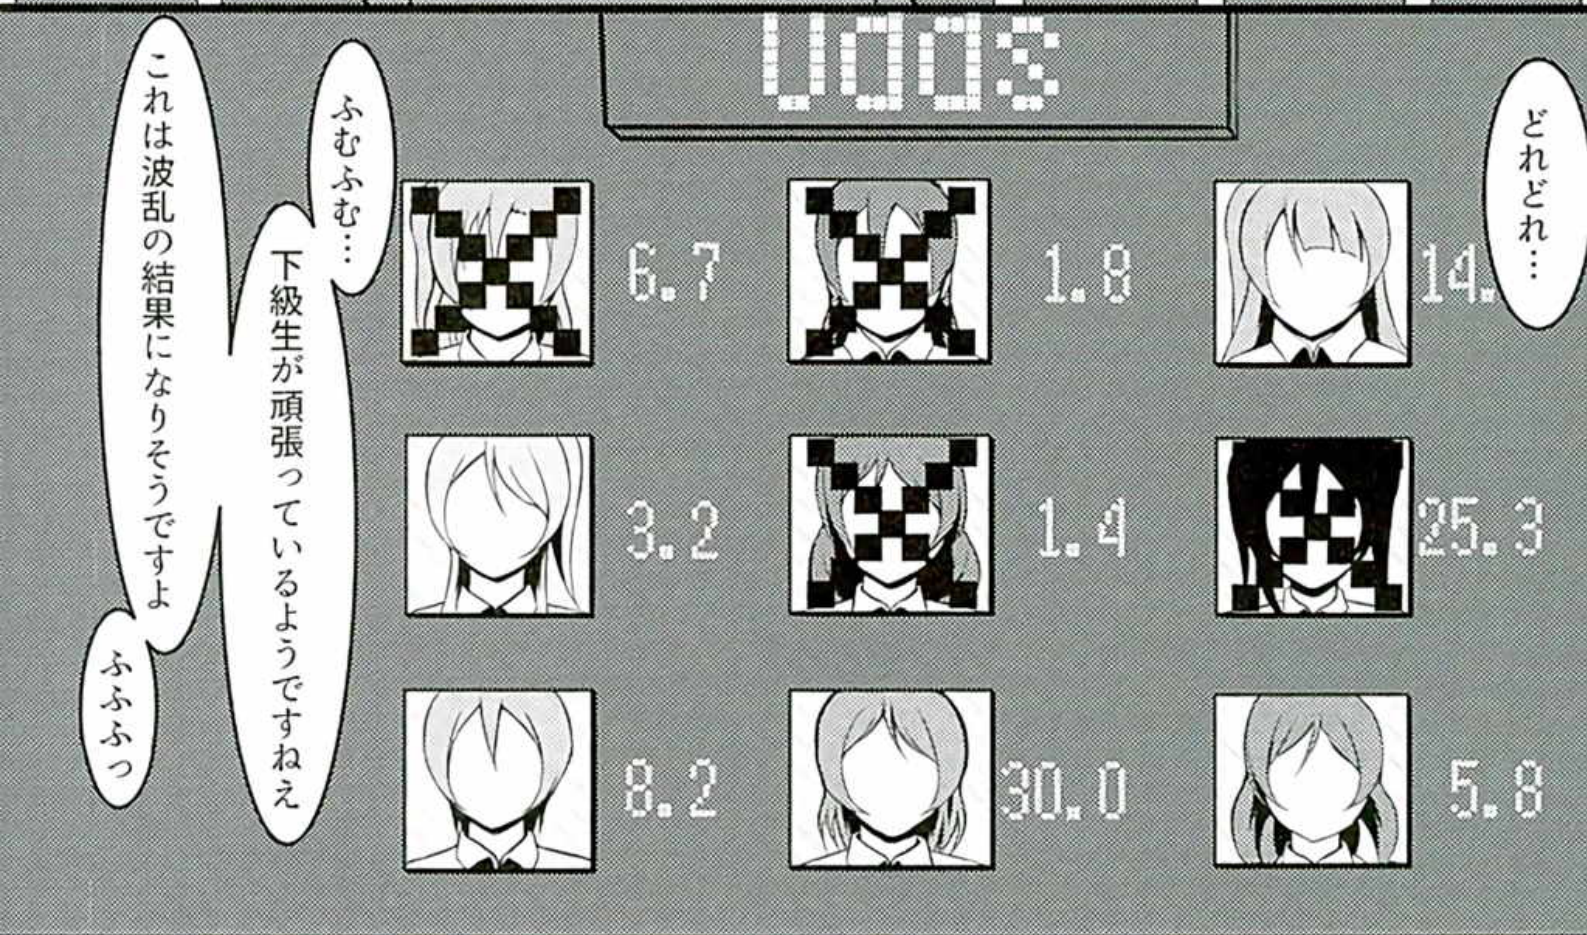 Odds
どれどれ…
6.7
1.8
14.
3.2
1.4
25.3
8.2
30.0
5.8
ふむふむ…
下級生が頑張っているようですねえ
これは波乱の結果になりそうですよ
ふふふっ